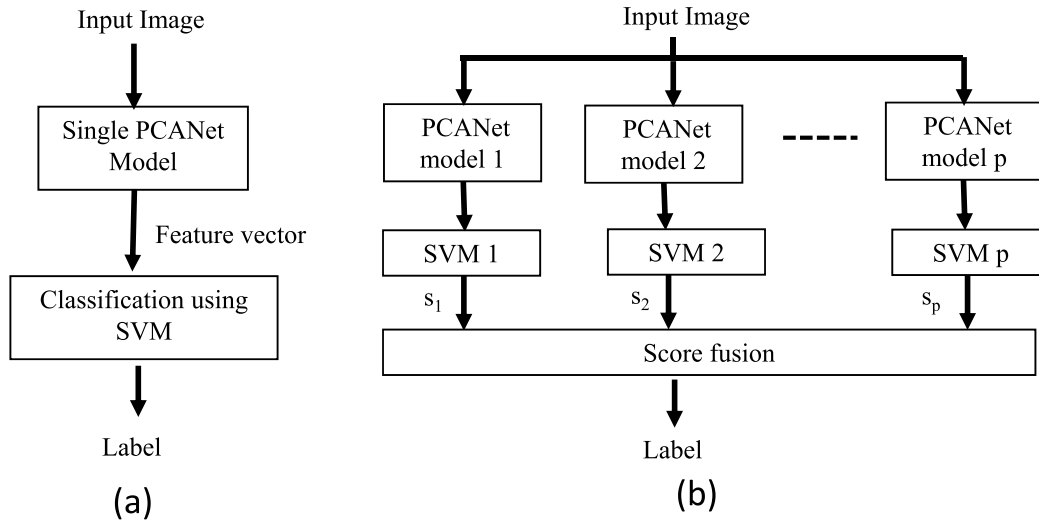 Input Image
Single PCANet
Model
Feature vector
Classification using
SVM
Label
(a)
Input Image
PCANet
model 1
PCANet
model 2
PCANet
model p
SVM 1
SVM 2
SVM p
s₁
s₂
sₚ
Score fusion
Label
(b)